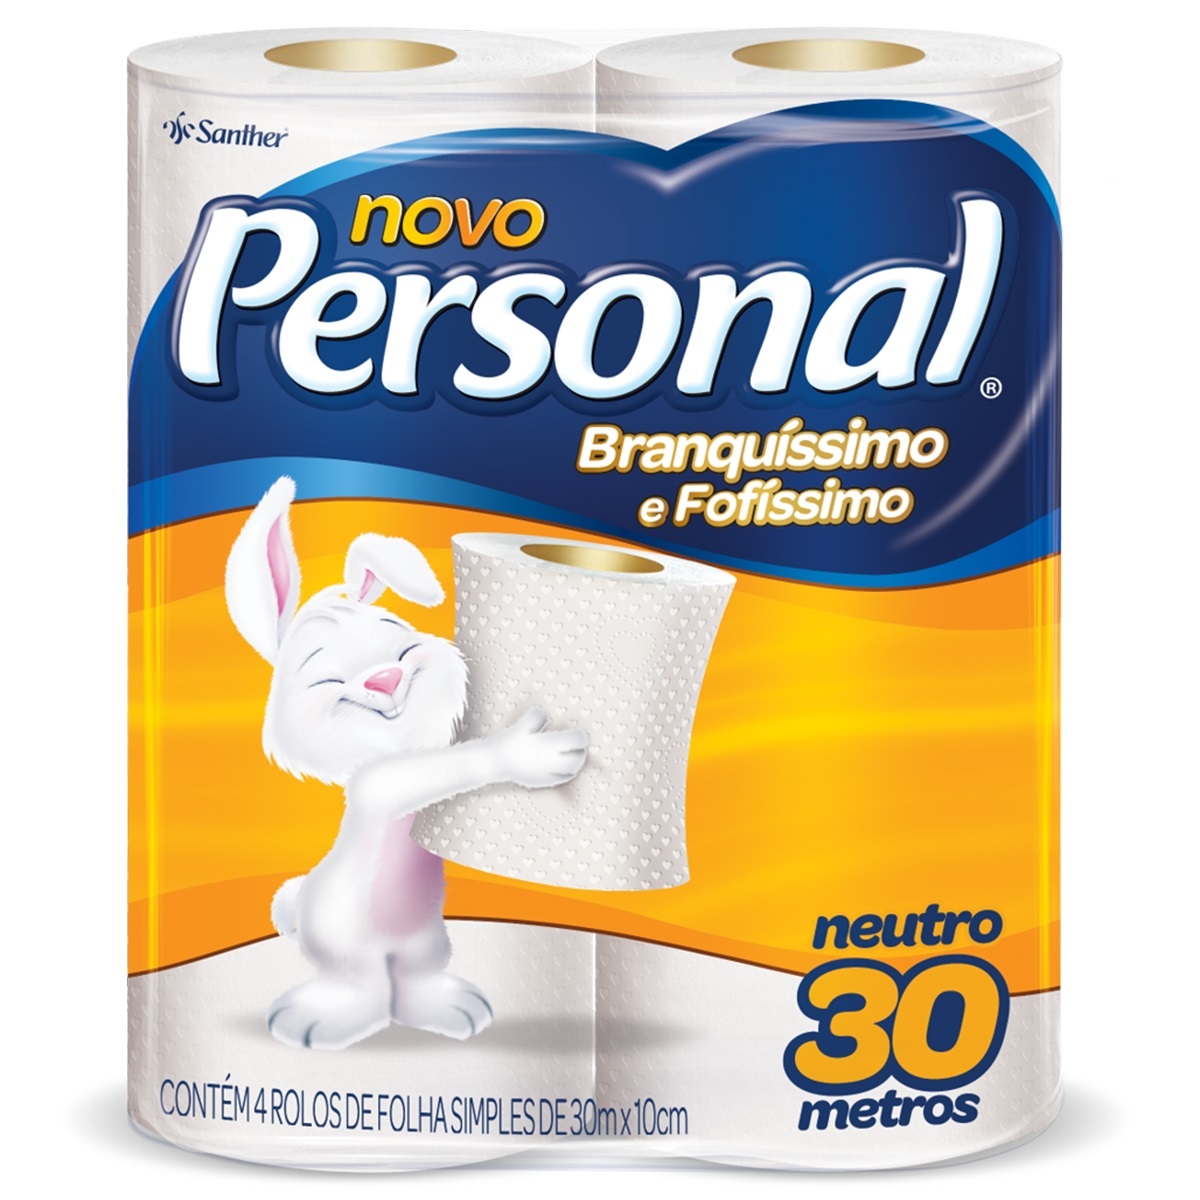 Santher®
novo
Personal®
Branquíssimo
e Fofíssimo
neutro
30
metros
CONTÉM 4 ROLOS DE FOLHA SIMPLES DE 30m x 10cm